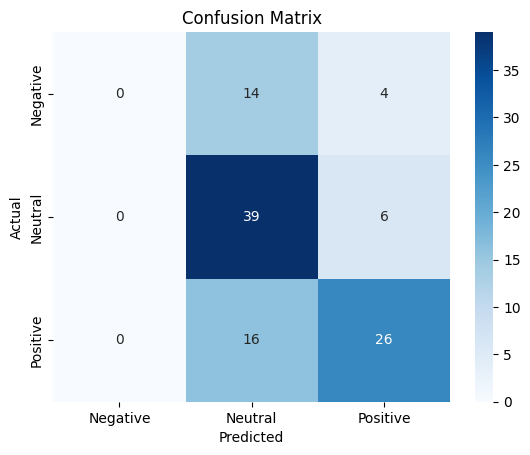 Confusion Matrix
Negative
0
14
4
Actual
Neutral
0
39
6
Positive
0
16
26
Negative
Neutral
Positive
Predicted
35
30
25
20
15
10
5
0